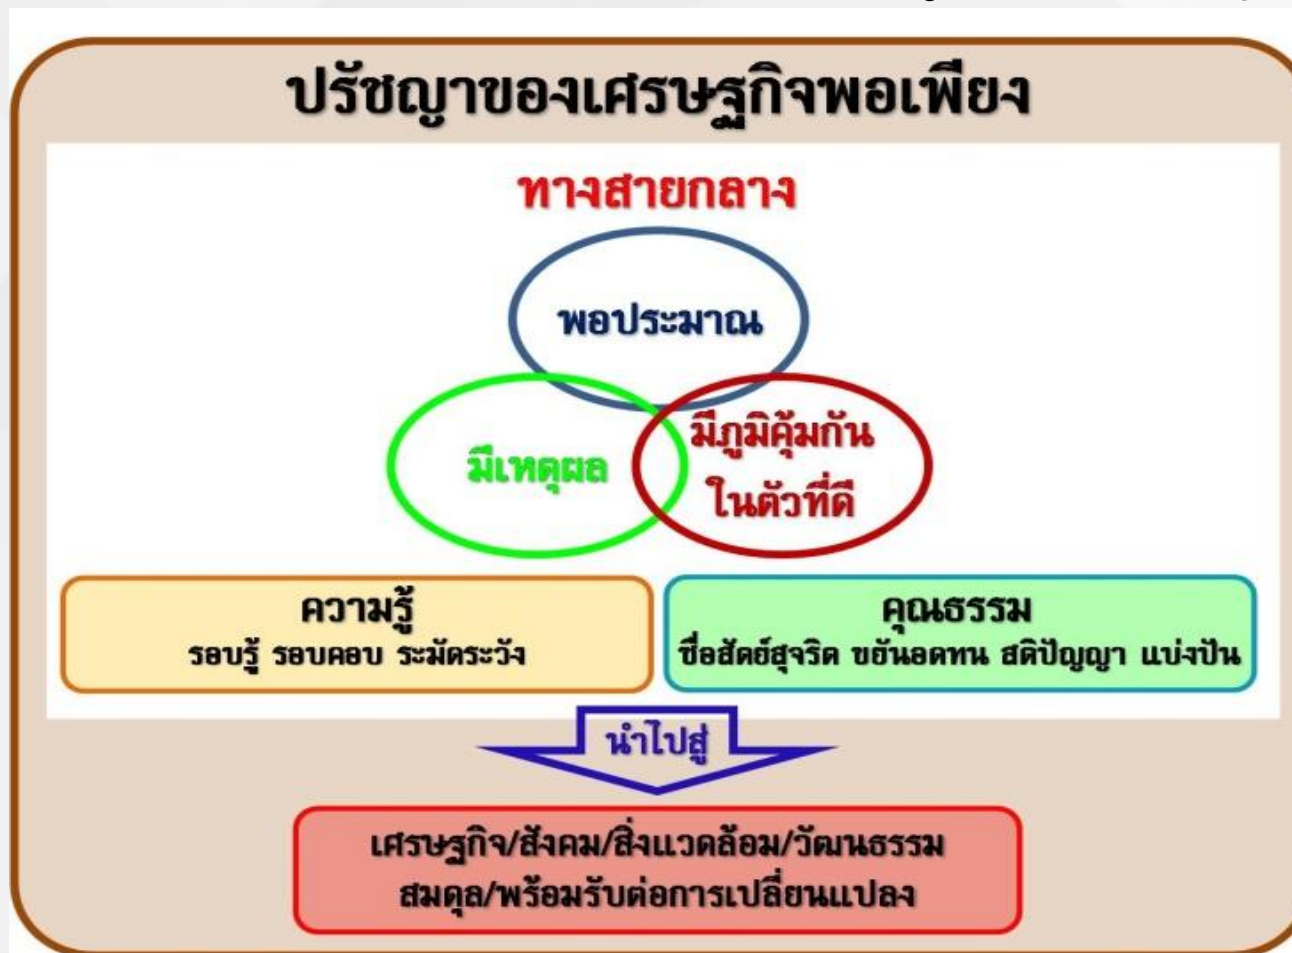 ปรัชญาของเศรษฐกิจพอเพียง
ทางสายกลาง
พอประมาณ
มีเหตุผล
มีภูมิคุ้มกัน
ในตัวที่ดี
ความรู้
รอบรู้ รอบคอบ ระมัดระวัง
คุณธรรม
ซื่อสัตย์สุจริต ขยันอดทน สติปัญญา แบ่งปัน
นำไปสู่
เศรษฐกิจ/สังคม/สิ่งแวดล้อม/วัฒนธรรม
สมดุล/พร้อมรับต่อการเปลี่ยนแปลง